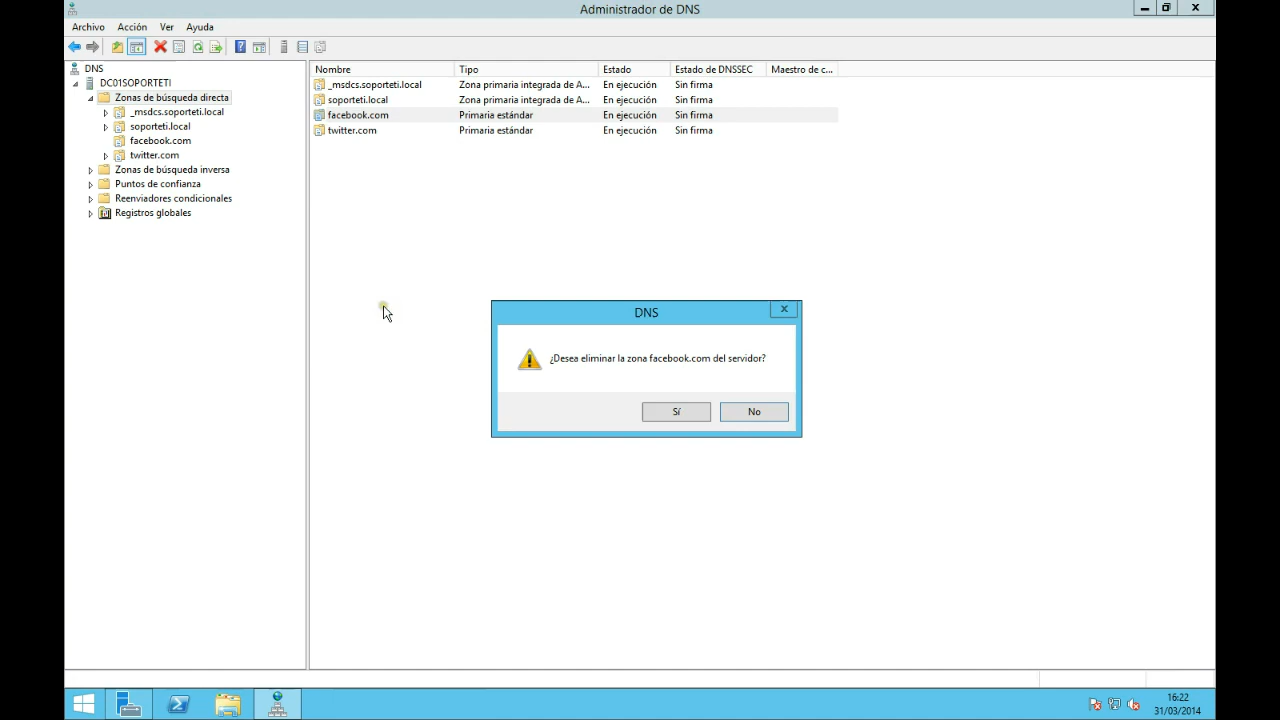 Administrador de DNS
Archivo Acción Ver Ayuda
DNS
DC01SOPORTETI
Zonas de búsqueda directa
_msdcs.soporteti.local
soporteti.local
facebook.com
twitter.com
Zonas de búsqueda inversa
Puntos de confianza
Reenviadores condicionales
Registros globales
Nombre Tipo Estado Estado de DNSSEC Maestro de c...
_msdcs.soporteti.local Zona primaria integrada de A... En ejecución Sin firma
soporteti.local Zona primaria integrada de A... En ejecución Sin firma
facebook.com Primaria estándar En ejecución Sin firma
twitter.com Primaria estándar En ejecución Sin firma
DNS
¿Desea eliminar la zona facebook.com del servidor?
Sí No
16:22
31/03/2014